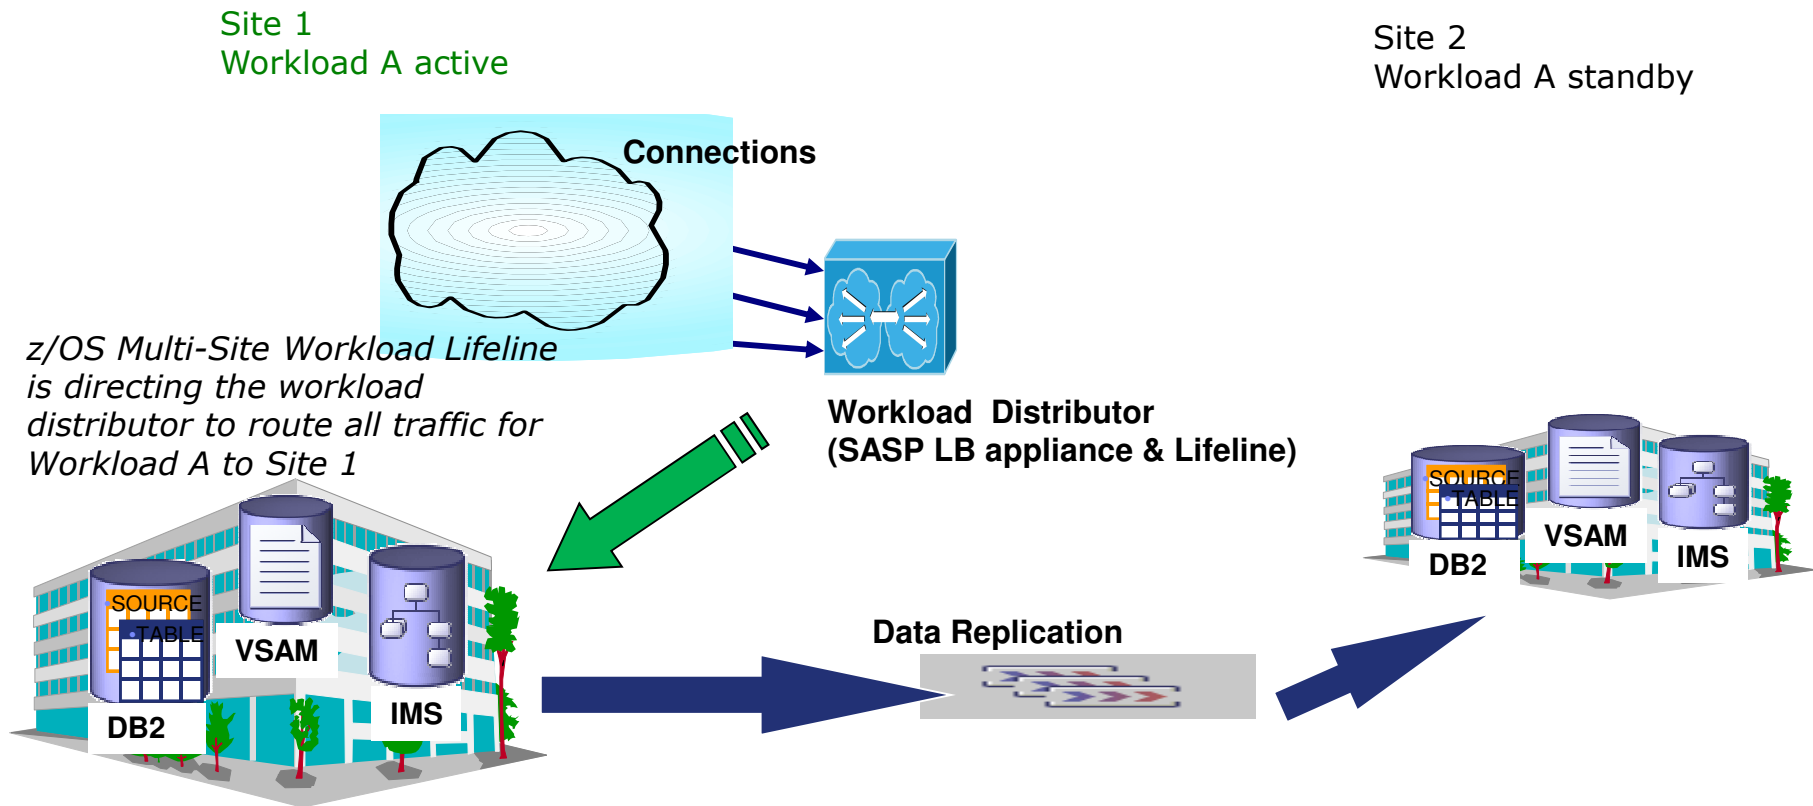 Site 1
Workload A active
Site 2
Workload A standby
Connections
z/OS Multi-Site Workload Lifeline
is directing the workload
distributor to route all traffic for
Workload A to Site 1
Workload  Distributor
(SASP LB appliance & Lifeline)
SOURCE
TABLE
DB2
VSAM
IMS
Data Replication
SOURCE
TABLE
DB2
VSAM
IMS